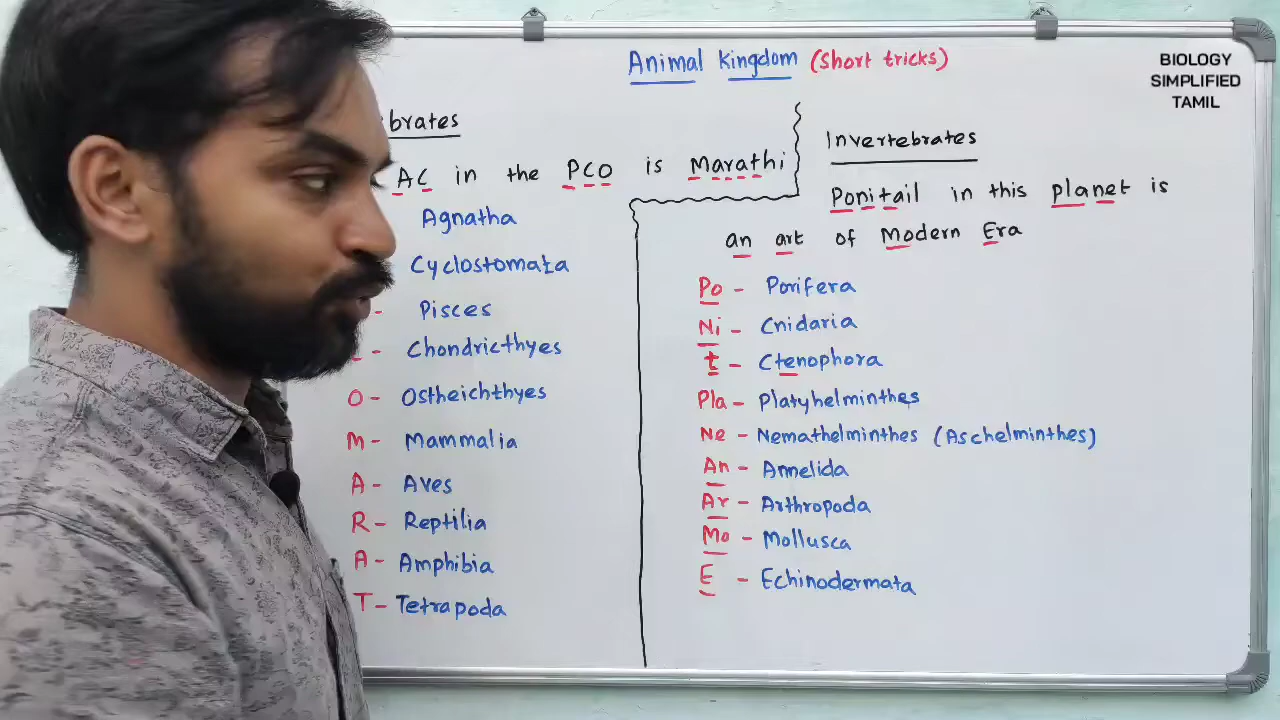 Animal Kingdom (Short tricks)
BIOLOGY
SIMPLIFIED
TAMIL
brates
AC in the PCO is Marathi
Agnatha
Cyclostomata
- Pisces
Chondricthyes
O - Ostheichthyes
M - Mammalia
A - Aves
R - Reptilia
A - Amphibia
T - Tetrapoda
Invertebrates
Ponitail in this planet is
an art of Modern Era
Po - Porifera
Ni - Cnidaria
t - Ctenophora
Pla - Platyhelminthes
Ne - Nemathelminthes (Aschelminthes)
An - Annelida
Ar - Arthropoda
Mo - Mollusca
E - Echinodermata